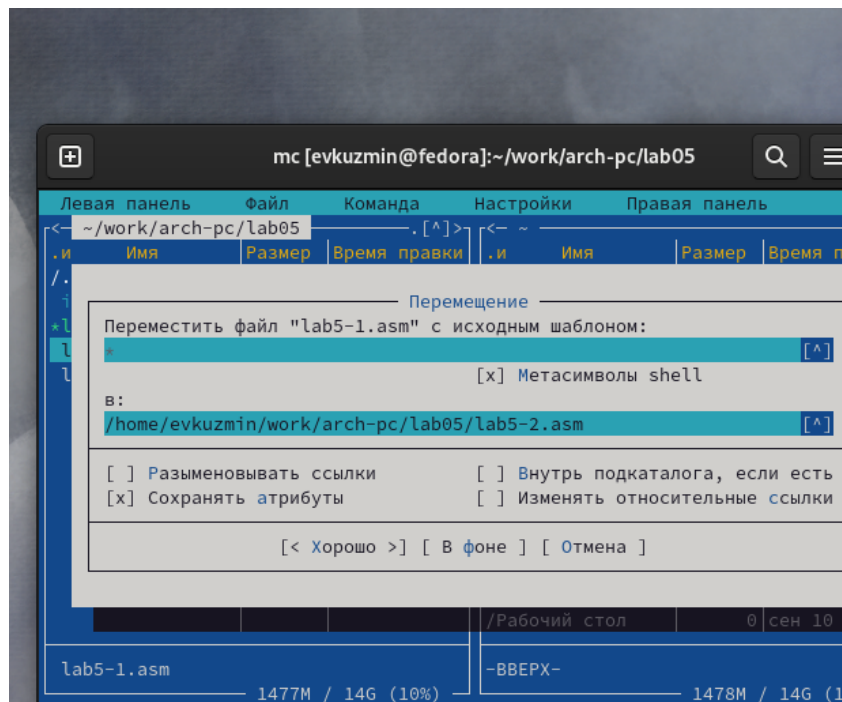 mc [evkuzmin@fedora]:~/work/arch-pc/lab05
Левая панель Файл Команда Настройки Правая панель
<— ~/work/arch-pc/lab05 .[^]> <— ~
.и Имя Размер Время правки .и Имя Размер Время п
/.
Перемещение
Переместить файл "lab5-1.asm" с исходным шаблоном:
* [^]
[x] Метасимволы shell
в:
/home/evkuzmin/work/arch-pc/lab05/lab5-2.asm [^]
[ ] Разыменовывать ссылки [ ] Внутрь подкаталога, если есть
[x] Сохранять атрибуты [ ] Изменять относительные ссылки
[< Хорошо >] [ В фоне ] [ Отмена ]
/Рабочий стол 0 сен 10
lab5-1.asm -ВВЕРХ-
1477M / 14G (10%) 1478M / 14G (1